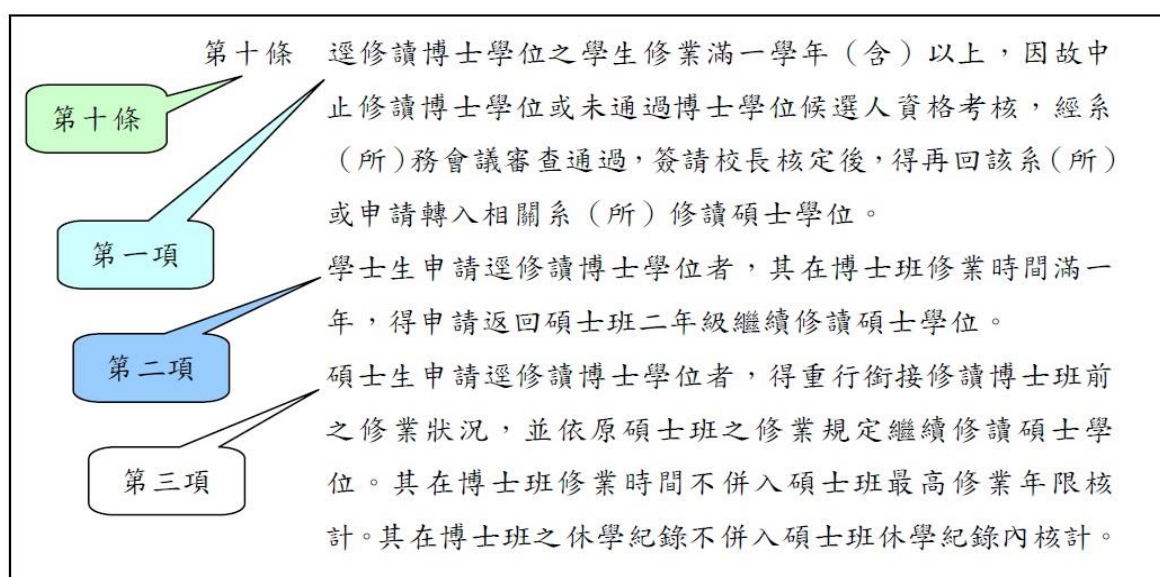 第十條 逕修讀博士學位之學生修業滿一學年（含）以上，因故中
第十條
止修讀博士學位或未通過博士學位候選人資格考核，經系
（所）務會議審查通過，簽請校長核定後，得再回該系（所）
或申請轉入相關系（所）修讀碩士學位。
第一項
學士生申請逕修讀博士學位者，其在博士班修業時間滿一
年，得申請返回碩士班二年級繼續修讀碩士學位。
第二項
碩士生申請逕修讀博士學位者，得重行銜接修讀博士班前
之修業狀況，並依原碩士班之修業規定繼續修讀碩士學
第三項
位。其在博士班修業時間不併入碩士班最高修業年限核
計。其在博士班之休學紀錄不併入碩士班休學紀錄內核計。